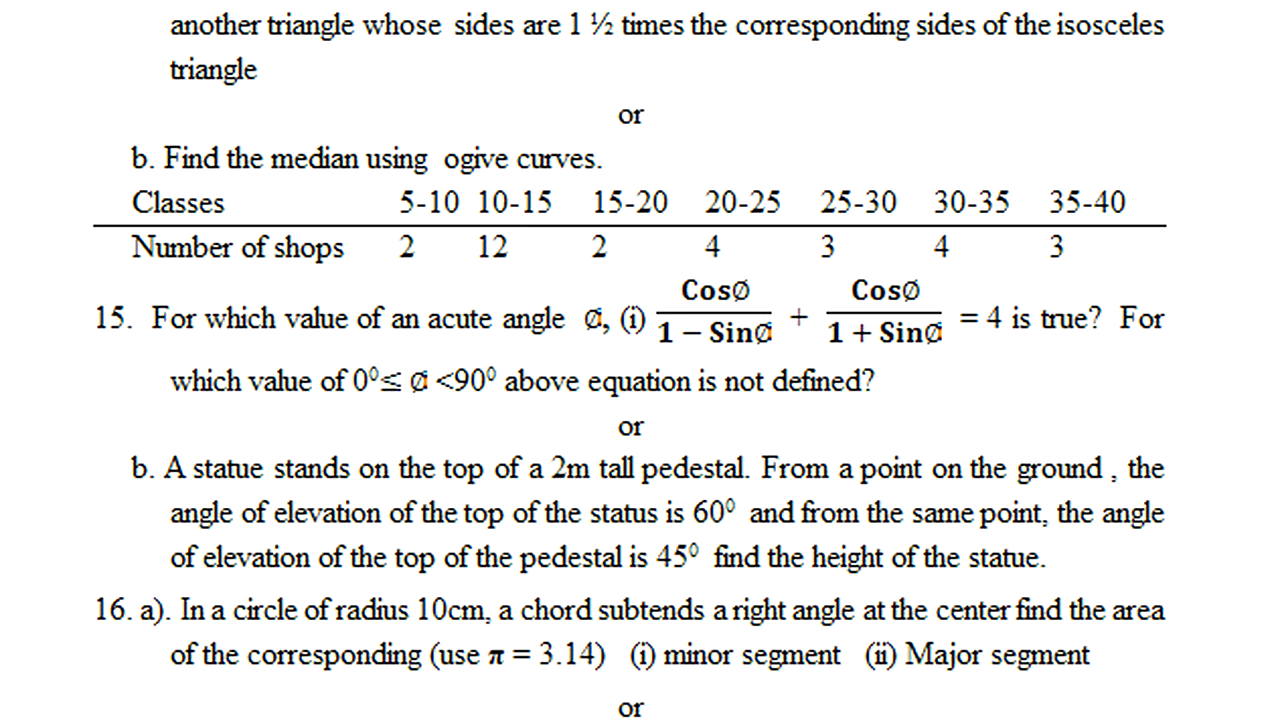 another triangle whose sides are 1 ½ times the corresponding sides of the isosceles
triangle
or
b. Find the median using ogive curves.
Classes 5-10 10-15 15-20 20-25 25-30 30-35 35-40
Number of shops 2 12 2 4 3 4 3
15. For which value of an acute angle ø, (i) Cosø/(1 − Sinø) + Cosø/(1 + Sinø) = 4 is true? For
which value of 0⁰≤ ø <90⁰ above equation is not defined?
or
b. A statue stands on the top of a 2m tall pedestal. From a point on the ground , the
angle of elevation of the top of the status is 60⁰ and from the same point, the angle
of elevation of the top of the pedestal is 45⁰ find the height of the statue.
16. a). In a circle of radius 10cm, a chord subtends a right angle at the center find the area
of the corresponding (use π = 3.14) (i) minor segment (ii) Major segment
or